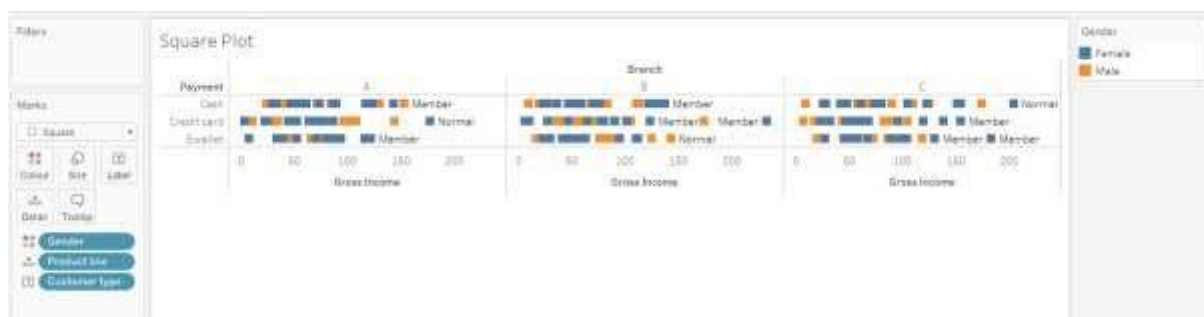 Filters
Square Plot
Gender
Female
Male
Branch
Payment A B C
Marks
Cash Member Member Normal
Square
Credit card Normal Member Member Member
Ewallet Member Normal Member Member
0 50 100 150 200 0 50 100 150 200 0 50 100 150 200
Colour Size Label
Gross Income Gross Income Gross Income
Detail Tooltip
Gender
Product line
Customer type